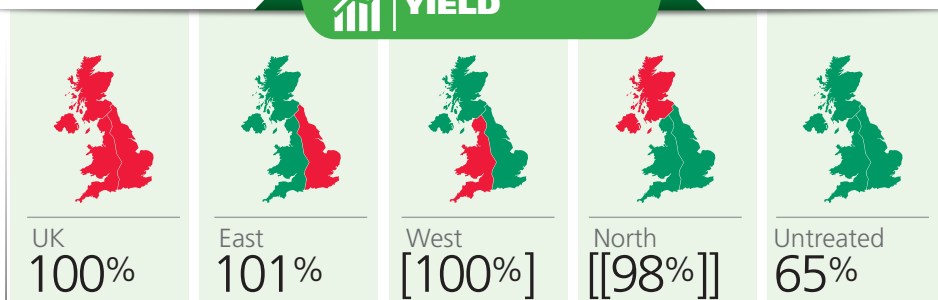 YIELD
UK
100%
East
101%
West
[100%]
North
[[98%]]
Untreated
65%